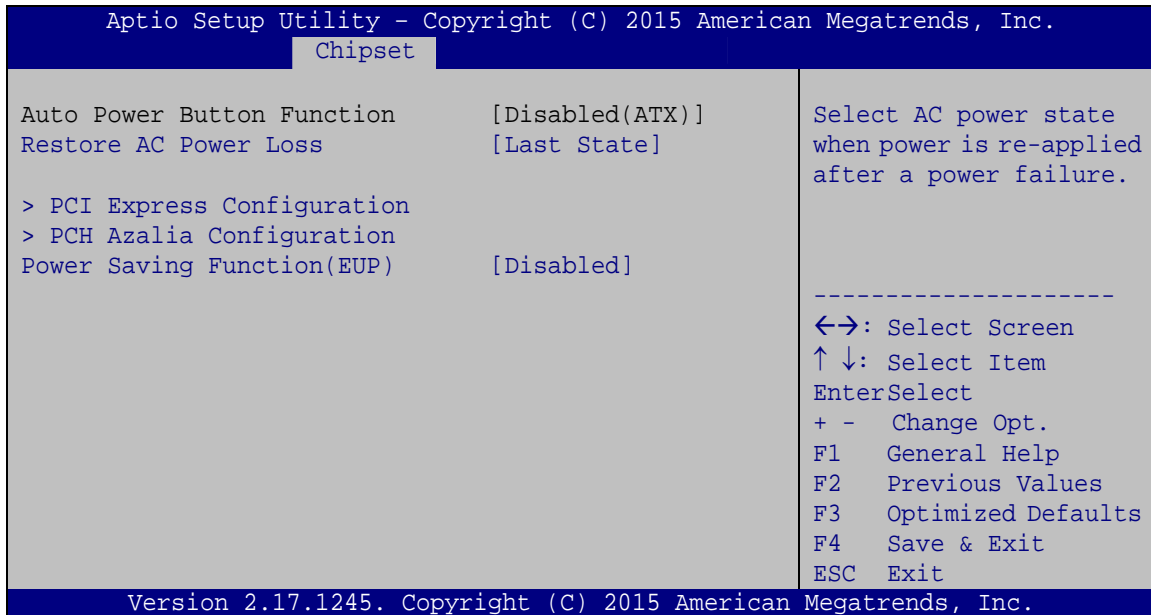 Aptio Setup Utility – Copyright (C) 2015 American Megatrends, Inc.
Chipset
Auto Power Button Function [Disabled(ATX)]
Restore AC Power Loss [Last State]
> PCI Express Configuration
> PCH Azalia Configuration
Power Saving Function(EUP) [Disabled]
Select AC power state
when power is re-applied
after a power failure.
---------------------
←→: Select Screen
↑ ↓: Select Item
EnterSelect
+ - Change Opt.
F1 General Help
F2 Previous Values
F3 Optimized Defaults
F4 Save & Exit
ESC Exit
Version 2.17.1245. Copyright (C) 2015 American Megatrends, Inc.